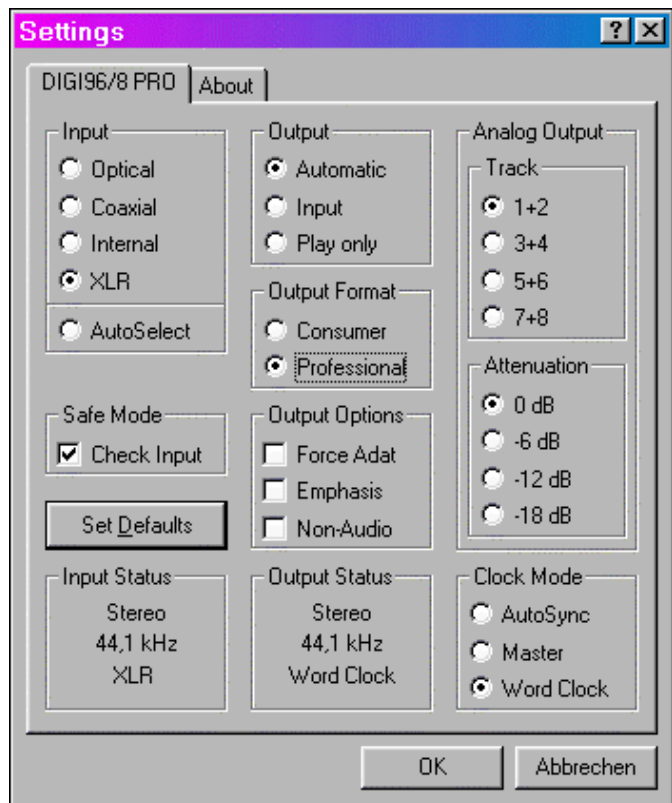 Settings
DIGI96/8 PRO
About
Input
Optical
Coaxial
Internal
XLR
AutoSelect
Safe Mode
Check Input
Set Defaults
Input Status
Stereo
44,1 kHz
XLR
Output
Automatic
Input
Play only
Output Format
Consumer
Professional
Output Options
Force Adat
Emphasis
Non-Audio
Output Status
Stereo
44,1 kHz
Word Clock
Analog Output
Track
1+2
3+4
5+6
7+8
Attenuation
0 dB
-6 dB
-12 dB
-18 dB
Clock Mode
AutoSync
Master
Word Clock
OK
Abbrechen